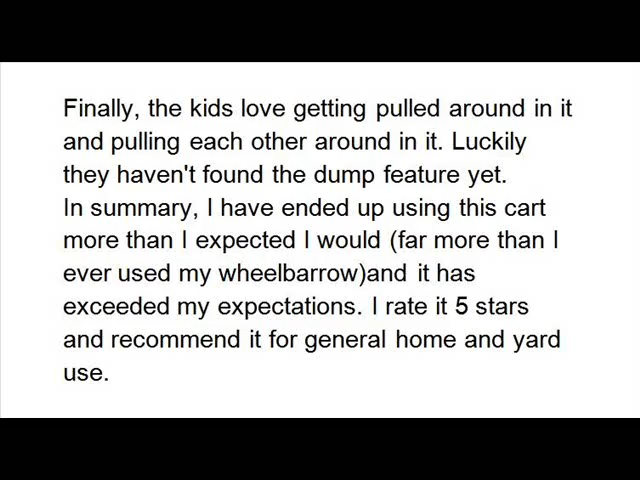 Finally, the kids love getting pulled around in it
and pulling each other around in it. Luckily
they haven't found the dump feature yet.
In summary, I have ended up using this cart
more than I expected I would (far more than I
ever used my wheelbarrow)and it has
exceeded my expectations. I rate it 5 stars
and recommend it for general home and yard
use.